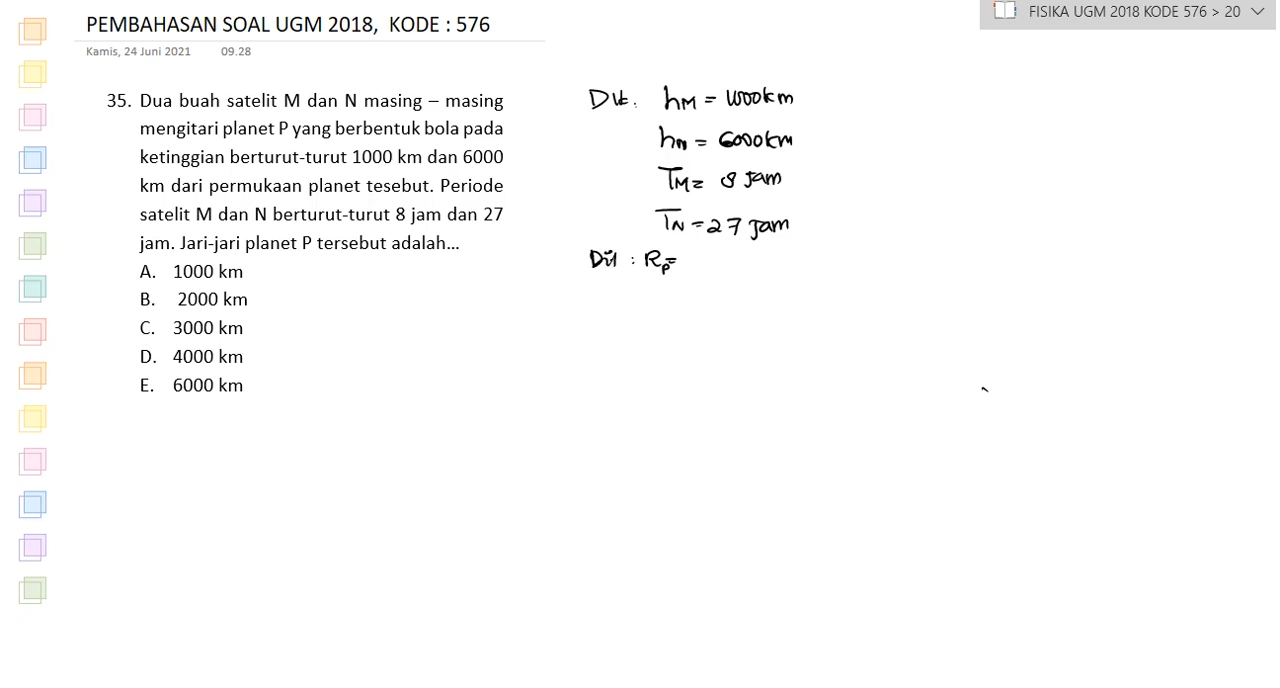 PEMBAHASAN SOAL UGM 2018, KODE : 576
Kamis, 24 Juni 2021 09.28
FISIKA UGM 2018 KODE 576 > 20
35. Dua buah satelit M dan N masing – masing
mengitari planet P yang berbentuk bola pada
ketinggian berturut-turut 1000 km dan 6000
km dari permukaan planet tesebut. Periode
satelit M dan N berturut-turut 8 jam dan 27
jam. Jari-jari planet P tersebut adalah...
A. 1000 km
B. 2000 km
C. 3000 km
D. 4000 km
E. 6000 km
Dik. hM = 1000 km
hN = 6000 km
TM = 8 Jam
TN = 27 Jam
Dit : Rp =